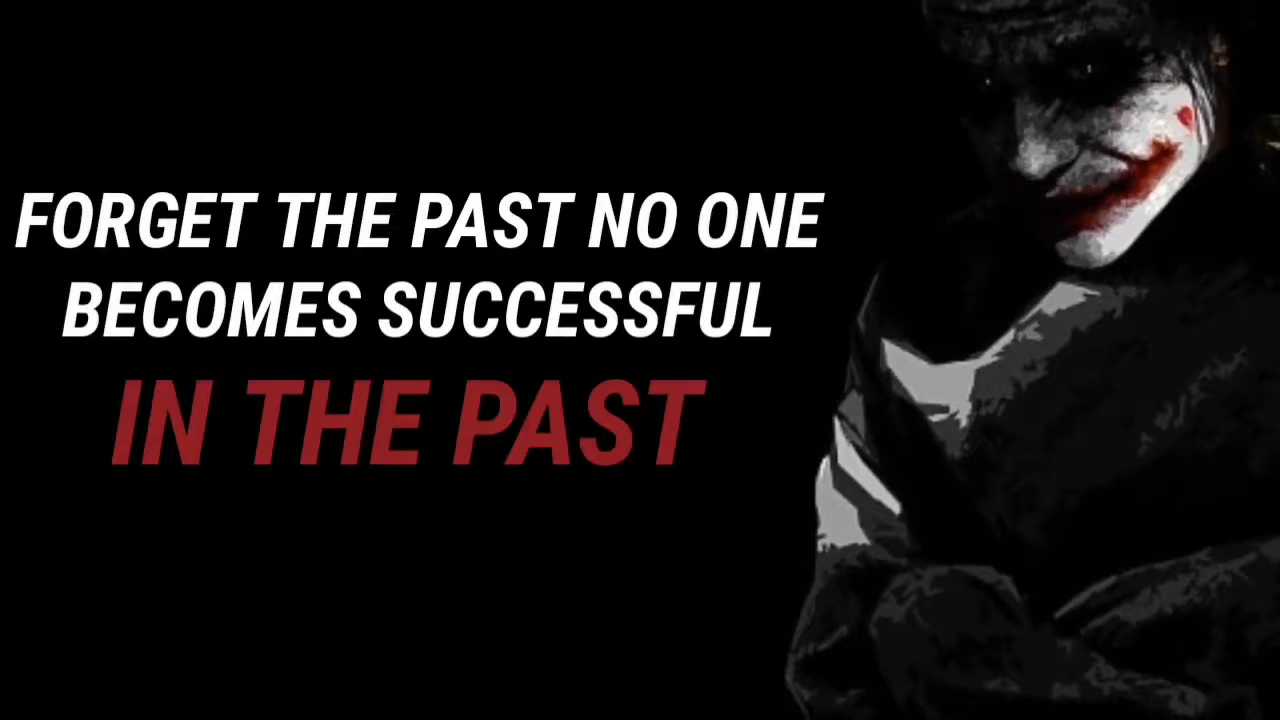 FORGET THE PAST NO ONE
BECOMES SUCCESSFUL
IN THE PAST